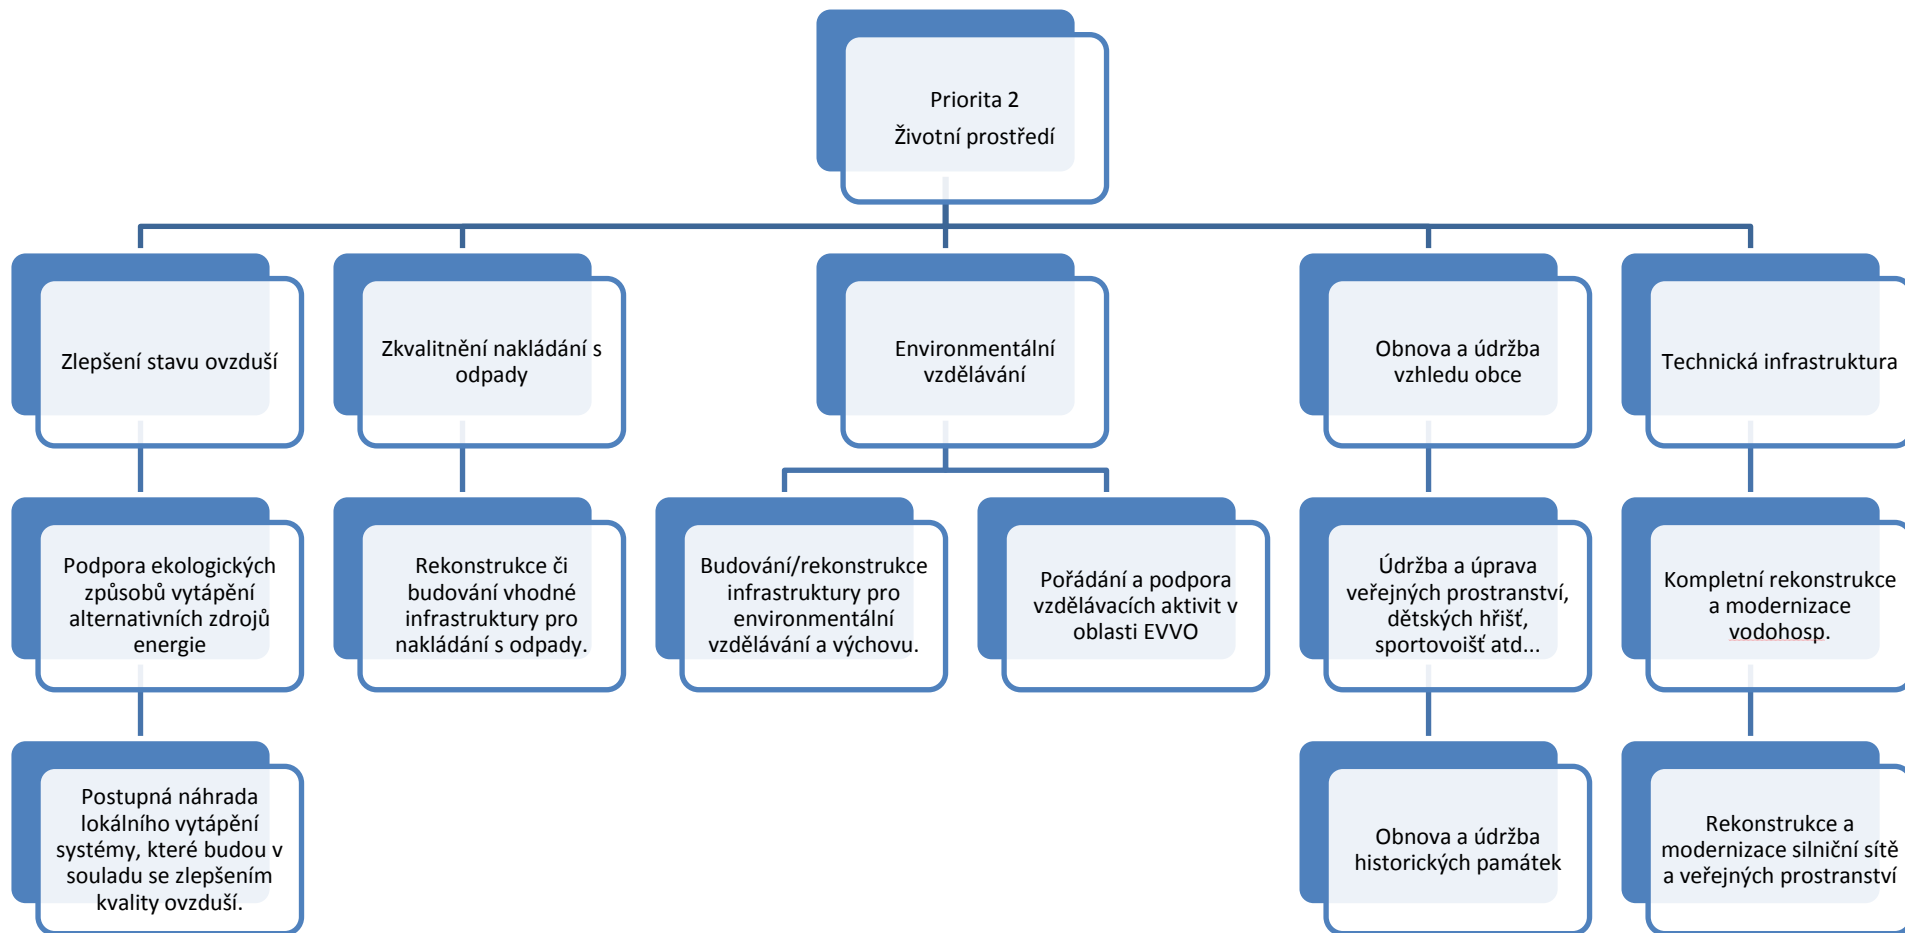 Priorita 2
Životní prostředí
Zlepšení stavu ovzduší
Zkvalitnění nakládání s
odpady
Environmentální
vzdělávání
Obnova a údržba
vzhledu obce
Technická infrastruktura
Podpora ekologických
způsobů vytápění
alternativních zdrojů
energie
Rekonstrukce či
budování vhodné
infrastruktury pro
nakládání s odpady.
Budování/rekonstrukce
infrastruktury pro
environmentální
vzdělávání a výchovu.
Pořádání a podpora
vzdělávacích aktivit v
oblasti EVVO
Údržba a úprava
veřejných prostranství,
dětských hřišť,
sportovoišť atd...
Kompletní rekonstrukce
a modernizace
vodohosp.
Postupná náhrada
lokálního vytápění
systémy, které budou v
souladu se zlepšením
kvality ovzduší.
Obnova a údržba
historických památek
Rekonstrukce a
modernizace silniční sítě
a veřejných prostranství